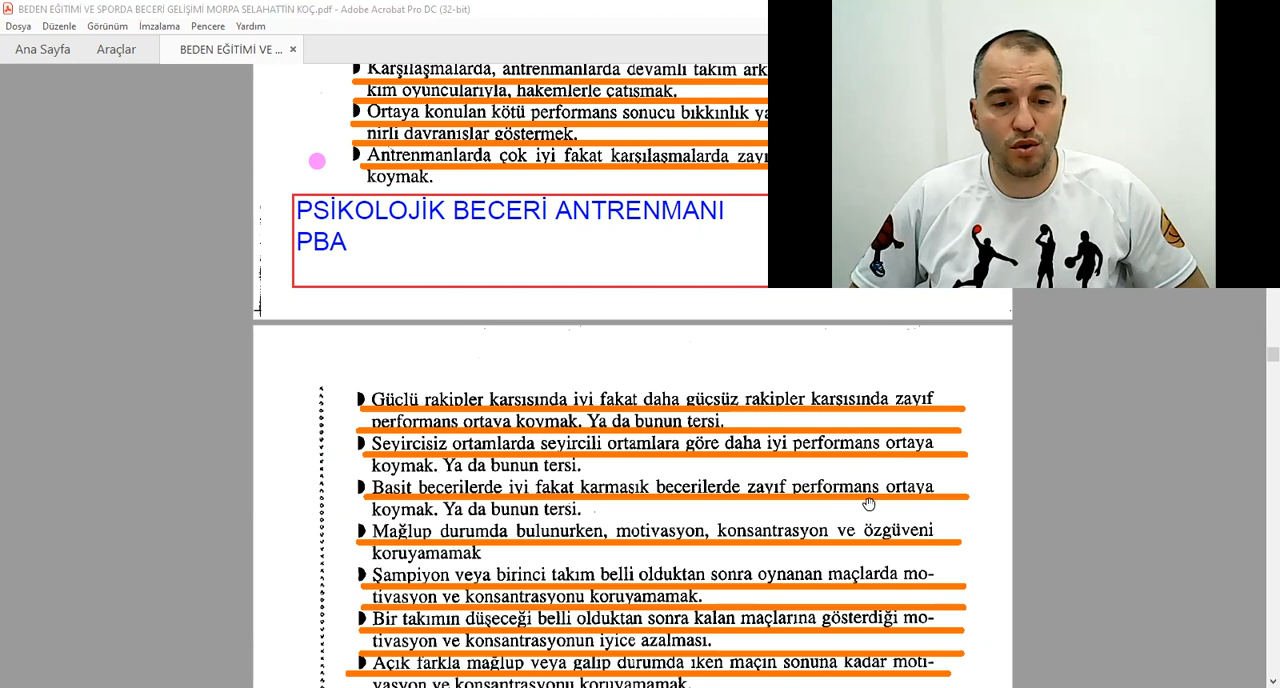 BEDEN EĞİTİMİ VE SPORDA BECERİ GELİŞİMİ MORPA SELAHATTIN KOÇ.pdf - Adobe Acrobat Pro DC (32-bit)
Dosya Düzenle Görünüm İmzalama Pencere Yardım
Ana Sayfa Araçlar BEDEN EĞİTİMİ VE ... ×
Karşılaşmalarda, antrenmanlarda devamlı takım ark
kım oyuncularıyla, hakemlerle çatışmak.
Ortaya konulan kötü performans sonucu bıkkınlık ya
nirli davranışlar göstermek.
Antrenmanlarda çok iyi fakat karşılaşmalarda zayı
koymak.
PSİKOLOJİK BECERİ ANTRENMANI
PBA
Güçlü rakipler karşısında iyi fakat daha güçsüz rakipler karşısında zayıf
performans ortaya koymak. Ya da bunun tersi.
Seyircisiz ortamlarda seyircili ortamlara göre daha iyi performans ortaya
koymak. Ya da bunun tersi.
Basit becerilerde iyi fakat karmaşık becerilerde zayıf performans ortaya
koymak. Ya da bunun tersi.
Mağlup durumda bulunurken, motivasyon, konsantrasyon ve özgüveni
koruyamamak
Şampiyon veya birinci takım belli olduktan sonra oynanan maçlarda mo-
tivasyon ve konsantrasyonu koruyamamak.
Bir takımın düşeceği belli olduktan sonra kalan maçlarına gösterdiği mo-
tivasyon ve konsantrasyonun iyice azalması.
Açık farkla mağlup veya galip durumda iken maçın sonuna kadar moti-
vasyon ve konsantrasyonu koruyamamak.